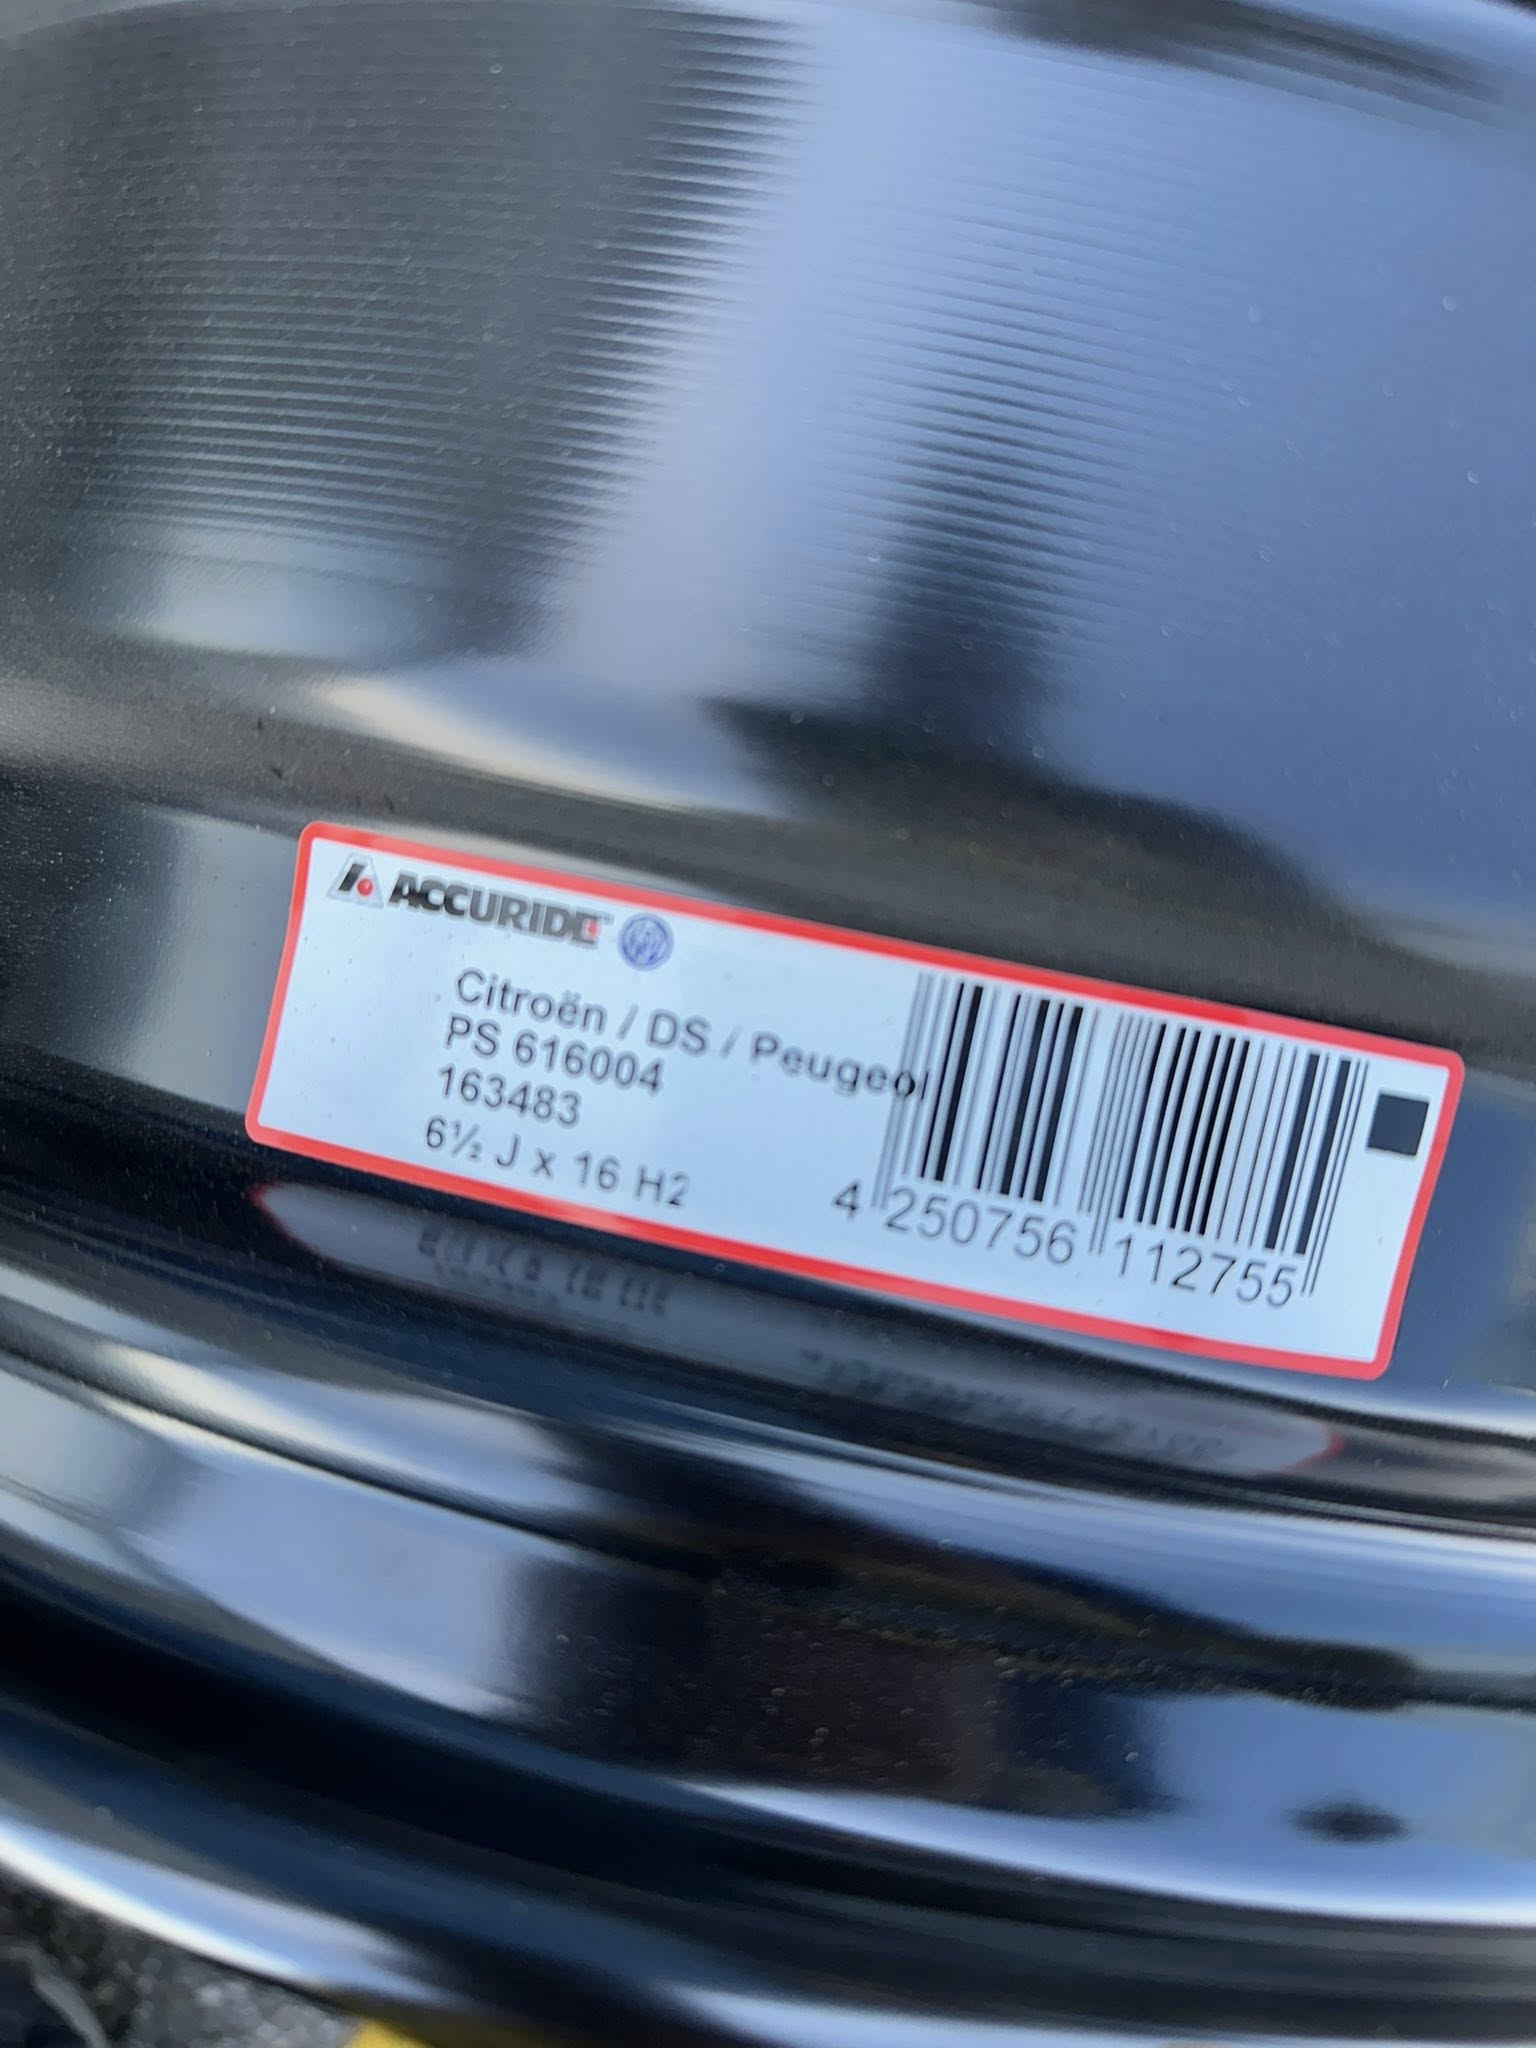 ACCURIDE
Citroën / DS / Peugeot
PS 616004
163483
6½ J x 16 H2
4 250756 112755